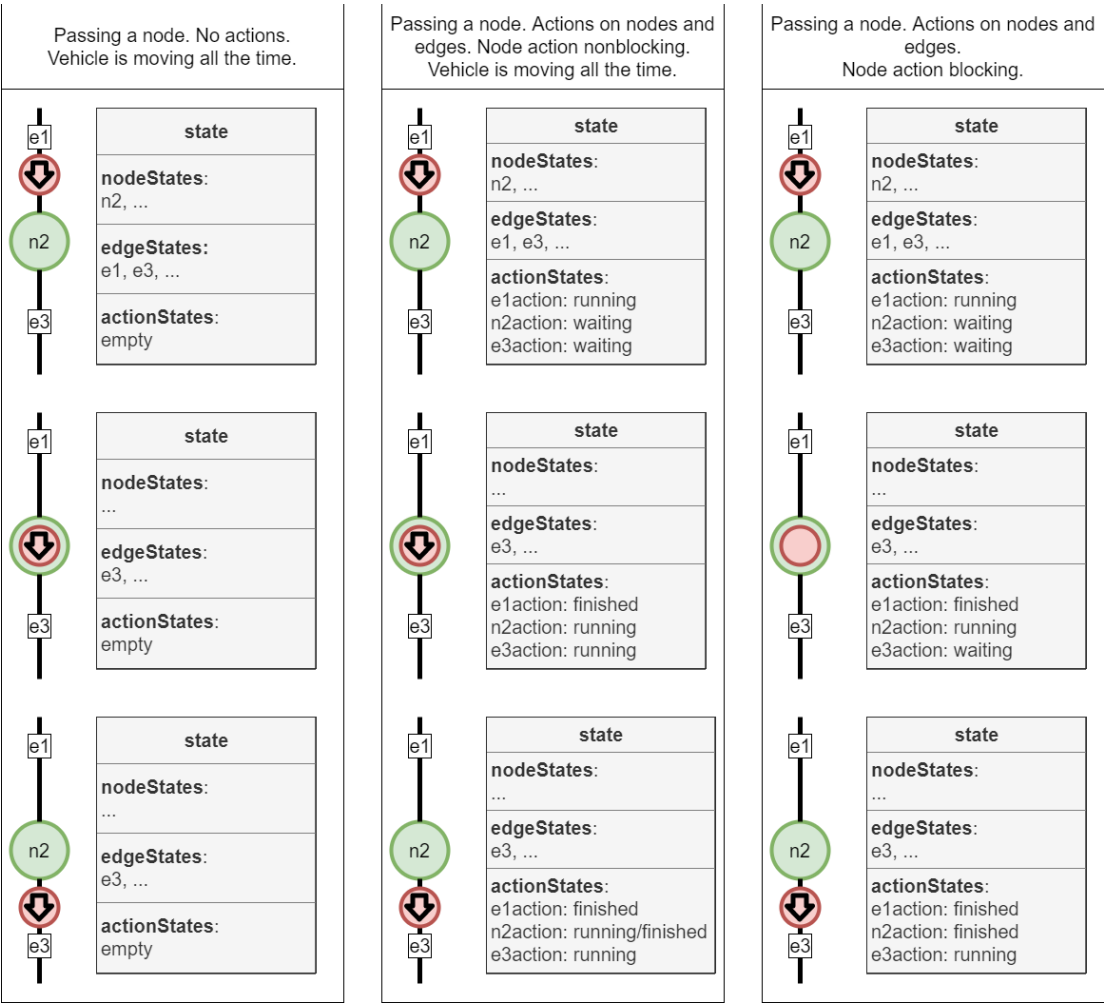 Passing a node. No actions.
Vehicle is moving all the time.
e1
n2
e3
state
nodeStates:
n2, ...
edgeStates:
e1, e3, ...
actionStates:
empty
e1
e3
state
nodeStates:
...
edgeStates:
e3, ...
actionStates:
empty
e1
n2
e3
state
nodeStates:
...
edgeStates:
e3, ...
actionStates:
empty
Passing a node. Actions on nodes and
edges. Node action nonblocking.
Vehicle is moving all the time.
e1
n2
e3
state
nodeStates:
n2, ...
edgeStates:
e1, e3, ...
actionStates:
e1action: running
n2action: waiting
e3action: waiting
e1
e3
state
nodeStates:
...
edgeStates:
e3, ...
actionStates:
e1action: finished
n2action: running
e3action: running
e1
n2
e3
state
nodeStates:
...
edgeStates:
e3, ...
actionStates:
e1action: finished
n2action: running/finished
e3action: running
Passing a node. Actions on nodes and
edges.
Node action blocking.
e1
n2
e3
state
nodeStates:
n2, ...
edgeStates:
e1, e3, ...
actionStates:
e1action: running
n2action: waiting
e3action: waiting
e1
e3
state
nodeStates:
...
edgeStates:
e3, ...
actionStates:
e1action: finished
n2action: running
e3action: waiting
e1
n2
e3
state
nodeStates:
...
edgeStates:
e3, ...
actionStates:
e1action: finished
n2action: finished
e3action: running